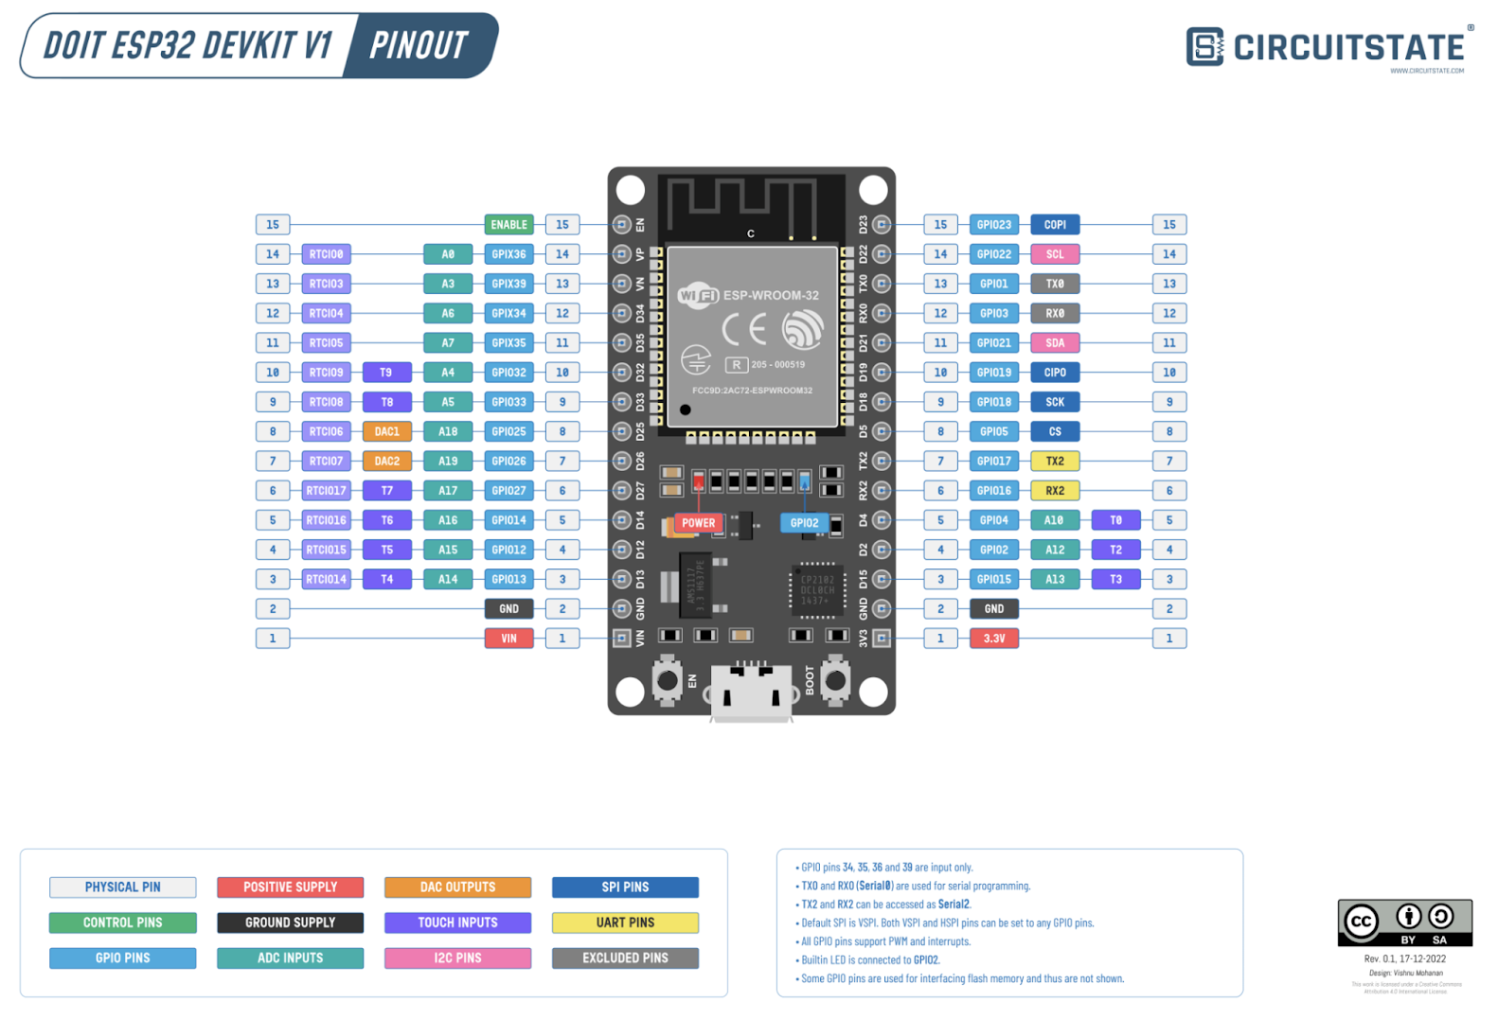 DOIT ESP32 DEVKIT V1 PINOUT
CIRCUITSTATE
WWW.CIRCUITSTATE.COM
15 ENABLE 15 EN D23 15 GPIO23 COPI 15
14 RTCIO0 A0 GPIX36 14 VP D22 14 GPIO22 SCL 14
13 RTCIO3 A3 GPIX39 13 VN TX0 13 GPIO1 TX0 13
12 RTCIO4 A6 GPIX34 12 D34 RX0 12 GPIO3 RX0 12
11 RTCIO5 A7 GPIX35 11 D35 D21 11 GPIO21 SDA 11
10 RTCIO9 T9 A4 GPIO32 10 D32 D19 10 GPIO19 CIPO 10
9 RTCIO8 T8 A5 GPIO33 9 D33 D18 9 GPIO18 SCK 9
8 RTCIO6 DAC1 A18 GPIO25 8 D25 D5 8 GPIO5 CS 8
7 RTCIO7 DAC2 A19 GPIO26 7 D26 TX2 7 GPIO17 TX2 7
6 RTCIO17 T7 A17 GPIO27 6 D27 RX2 6 GPIO16 RX2 6
5 RTCIO16 T6 A16 GPIO14 5 D14 D4 5 GPIO4 A10 T0 5
4 RTCIO15 T5 A15 GPIO12 4 D12 D2 4 GPIO2 A12 T2 4
3 RTCIO14 T4 A14 GPIO13 3 D13 D15 3 GPIO15 A13 T3 3
2 GND 2 GND GND 2 GND 2
1 VIN 1 VIN 3V3 1 3.3V 1
C
WiFi ESP-WROOM-32
CE
R 205 - 000519
FCC9D:2AC72-ESPWROOM32
POWER GPIO2
AMS1117
3 3 H637PE
CP2102
DCL0CH
1437+
EN BOOT
PHYSICAL PIN POSITIVE SUPPLY DAC OUTPUTS SPI PINS
CONTROL PINS GROUND SUPPLY TOUCH INPUTS UART PINS
GPIO PINS ADC INPUTS I2C PINS EXCLUDED PINS
• GPIO pins 34, 35, 36 and 39 are input only.
• TX0 and RX0 (Serial0) are used for serial programming.
• TX2 and RX2 can be accessed as Serial2.
• Default SPI is VSPI. Both VSPI and HSPI pins can be set to any GPIO pins.
• All GPIO pins support PWM and interrupts.
• Builtin LED is connected to GPIO2.
• Some GPIO pins are used for interfacing flash memory and thus are not shown.
CC BY SA
Rev. 0.1, 17-12-2022
Design: Vishnu Mohanan
This work is licensed under a Creative Commons
Attribution 4.0 International License.